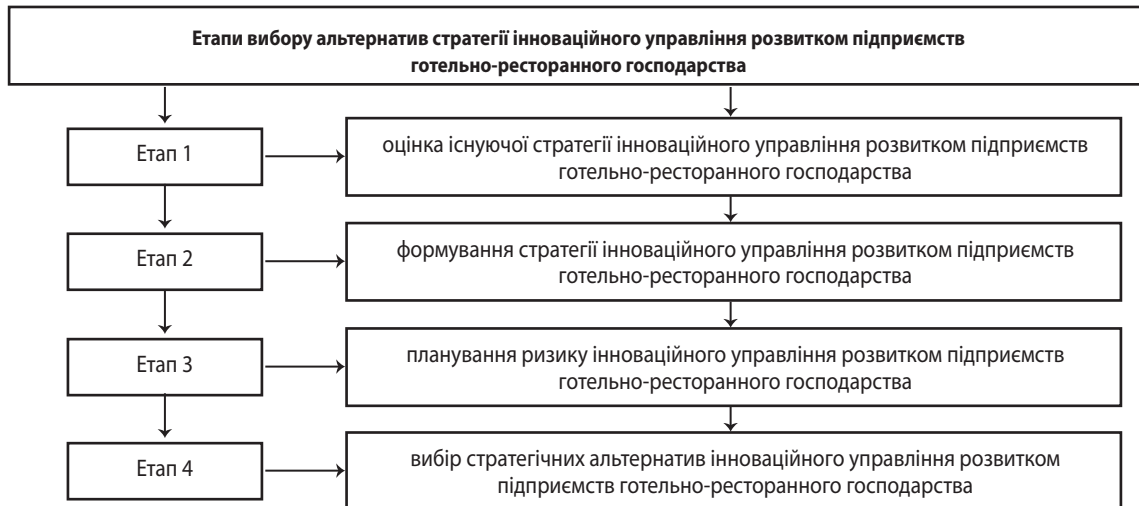 Етапи вибору альтернатив стратегії інноваційного управління розвитком підприємств
готельно-ресторанного господарства
Етап 1
оцінка існуючої стратегії інноваційного управління розвитком підприємств
готельно-ресторанного господарства
Етап 2
формування стратегії інноваційного управління розвитком підприємств
готельно-ресторанного господарства
Етап 3
планування ризику інноваційного управління розвитком підприємств
готельно-ресторанного господарства
Етап 4
вибір стратегічних альтернатив інноваційного управління розвитком
підприємств готельно-ресторанного господарства